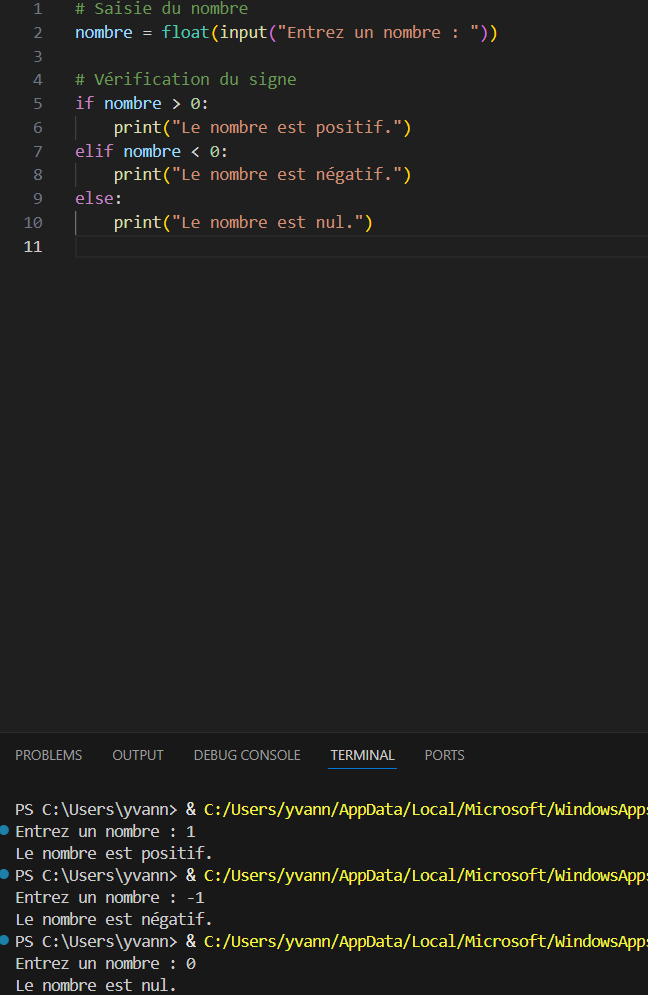 1 # Saisie du nombre
2 nombre = float(input("Entrez un nombre : "))
3
4 # Vérification du signe
5 if nombre > 0:
6     print("Le nombre est positif.")
7 elif nombre < 0:
8     print("Le nombre est négatif.")
9 else:
10     print("Le nombre est nul.")
11
PROBLEMS OUTPUT DEBUG CONSOLE TERMINAL PORTS
PS C:\Users\yvann> & C:/Users/yvann/AppData/Local/Microsoft/WindowsApps
Entrez un nombre : 1
Le nombre est positif.
PS C:\Users\yvann> & C:/Users/yvann/AppData/Local/Microsoft/WindowsApps
Entrez un nombre : -1
Le nombre est négatif.
PS C:\Users\yvann> & C:/Users/yvann/AppData/Local/Microsoft/WindowsApps
Entrez un nombre : 0
Le nombre est nul.